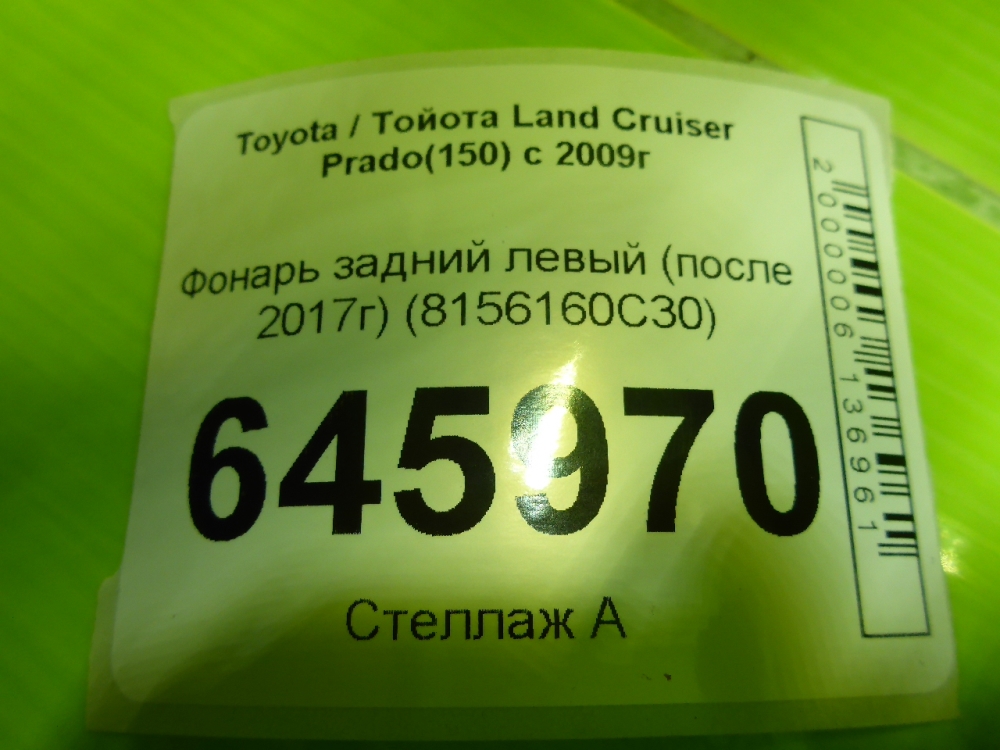 Toyota / Тойота Land Cruiser
Prado(150) с 2009г
Фонарь задний левый (после
2017г) (8156160C30)
645970
Стеллаж А
2000006136961